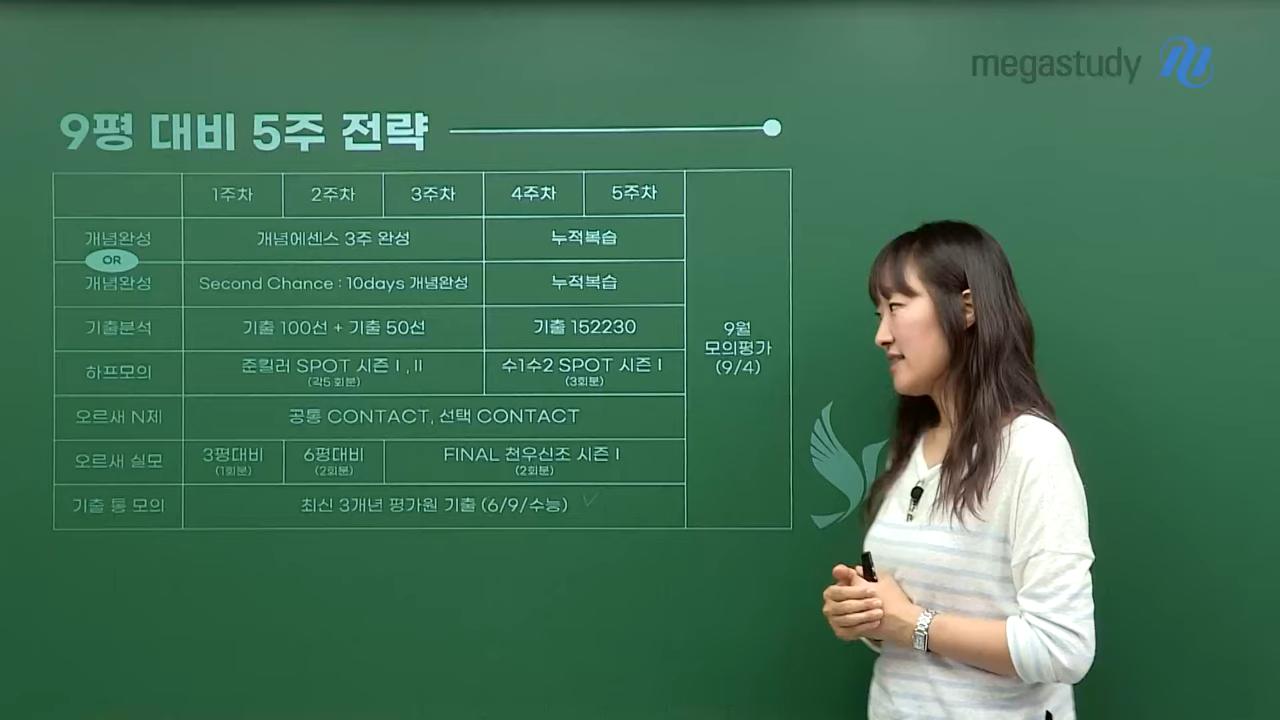 megastudy
9평 대비 5주 전략
1주차 2주차 3주차 4주차 5주차
개념완성 개념에센스 3주 완성 누적복습
OR
개념완성 Second Chance : 10days 개념완성 누적복습
기출분석 기출 100선 + 기출 50선 기출 152230
9월
모의평가
(9/4)
하프모의 준킬러 SPOT 시즌 I , II 수1수2 SPOT 시즌 I
(각5 회분) (3회분)
오르새 N제 공통 CONTACT, 선택 CONTACT
오르새 실모 3평대비 6평대비 FINAL 천우신조 시즌 I
(1회분) (2회분) (2회분)
기출 통 모의 최신 3개년 평가원 기출 (6/9/수능)